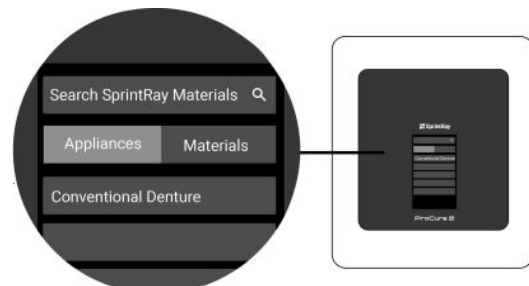 Search SprintRay Materials
Appliances Materials
Conventional Denture
SprintRay
Conventional Denture
ProCure 2